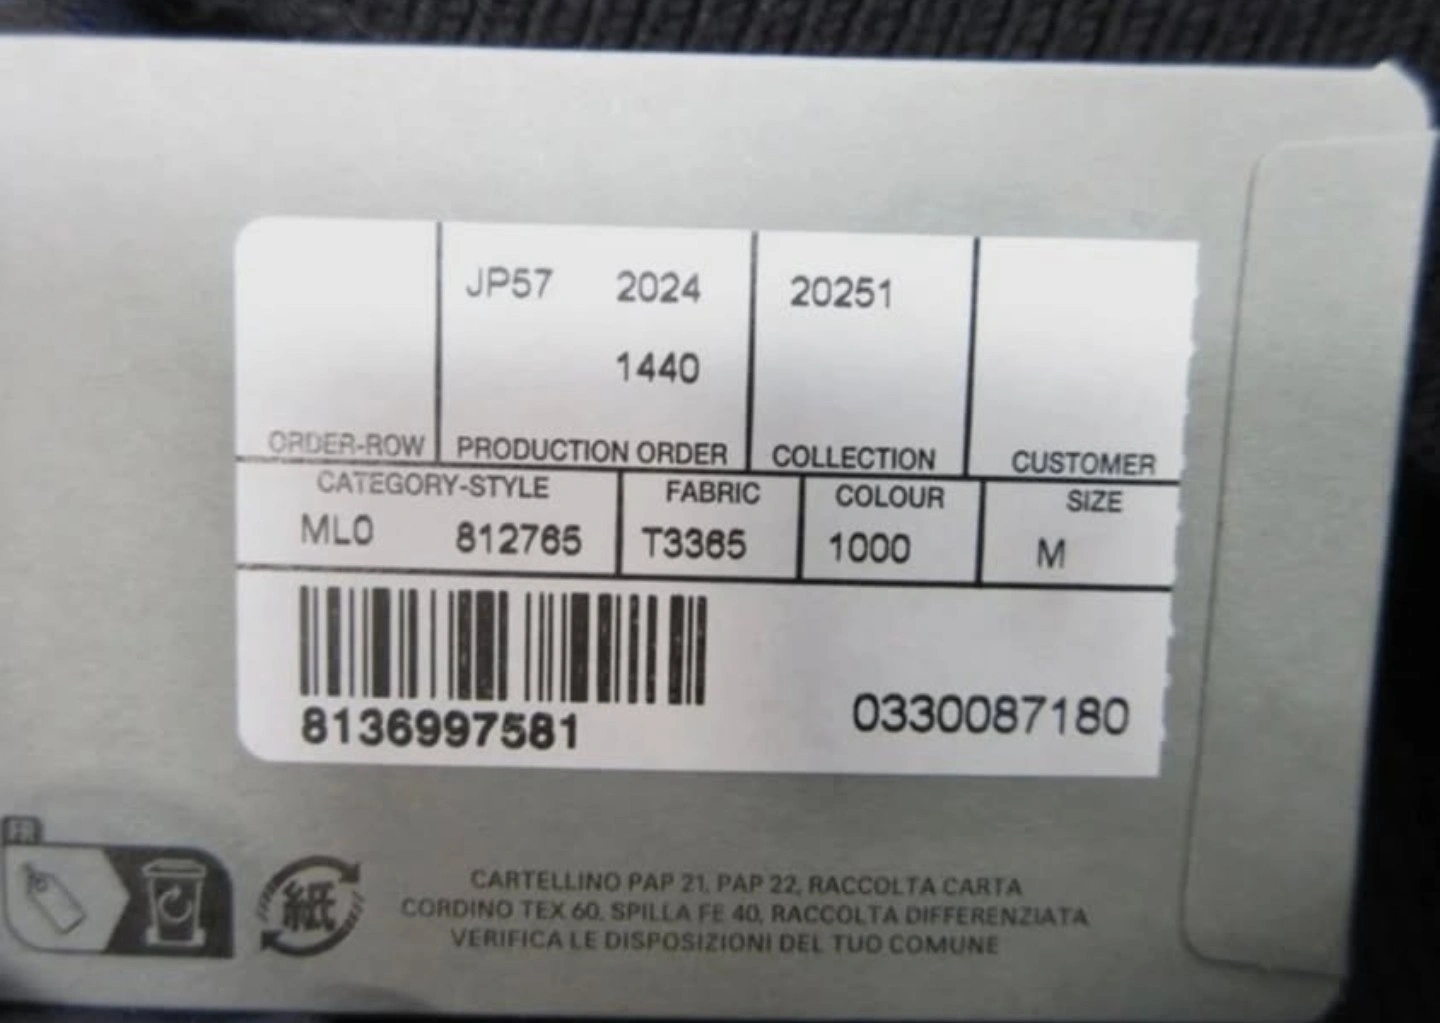 JP57 2024 20251
1440
ORDER-ROW PRODUCTION ORDER COLLECTION CUSTOMER
CATEGORY-STYLE FABRIC COLOUR SIZE
ML0 812765 T3365 1000 M
8136997581 0330087180
FR
紙
CARTELLINO PAP 21, PAP 22, RACCOLTA CARTA
CORDINO TEX 60, SPILLA FE 40, RACCOLTA DIFFERENZIATA
VERIFICA LE DISPOSIZIONI DEL TUO COMUNE